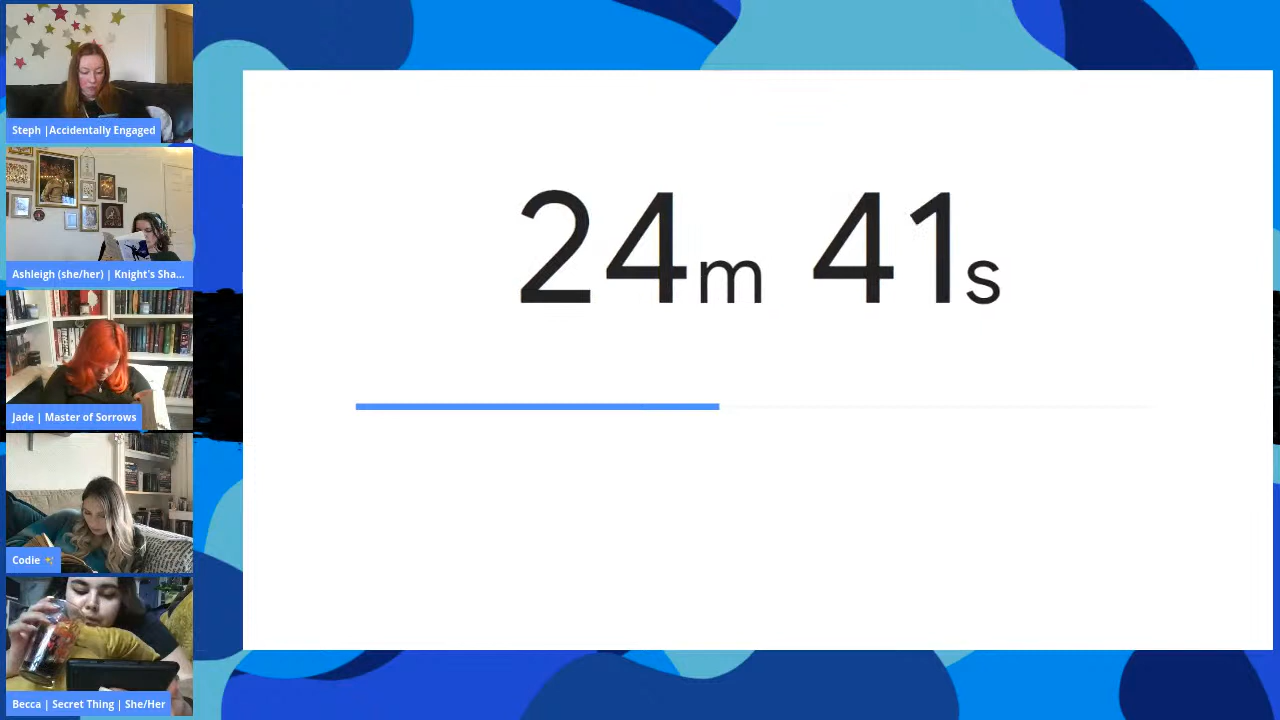 Steph |Accidentally Engaged
Ashleigh (she/her) | Knight's Sha...
Jade | Master of Sorrows
Codie ✨
Becca | Secret Thing | She/Her
24m 41s